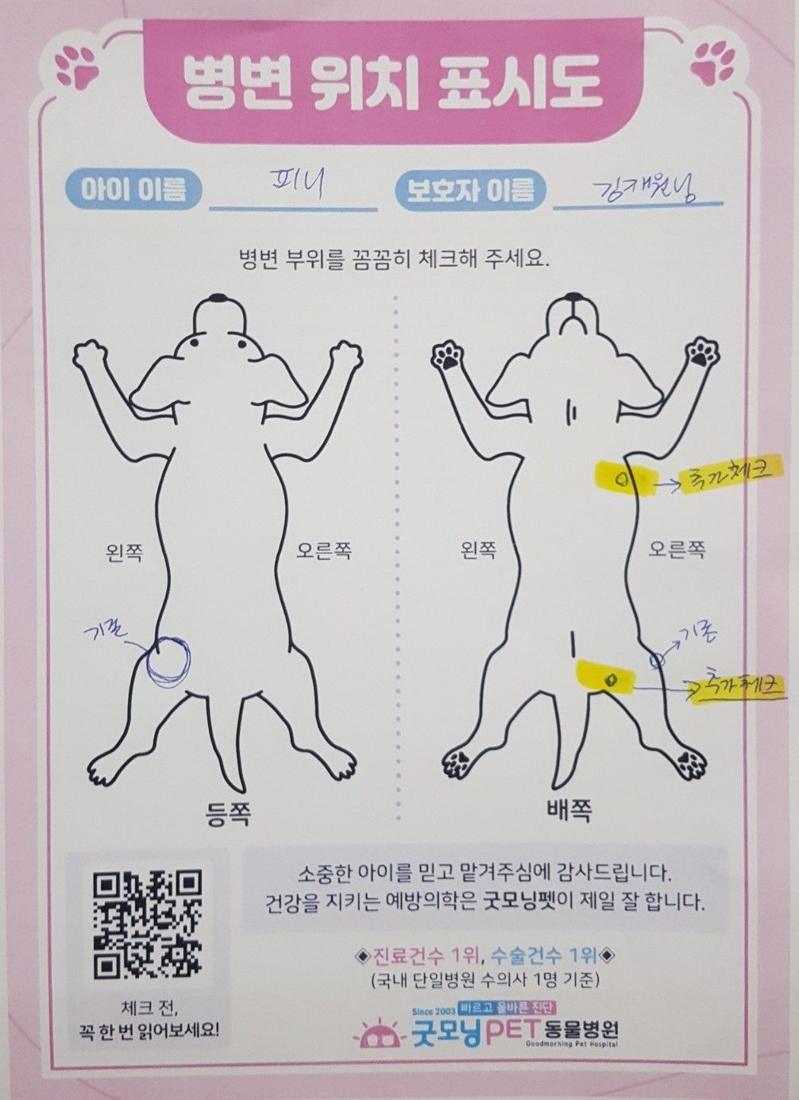 병변 위치 표시도
아이 이름 피니 보호자 이름 김재원님
병변 부위를 꼼꼼히 체크해 주세요.
추가체크
왼쪽 오른쪽 왼쪽 오른쪽
기존 기존
추가체크
등쪽 배쪽
소중한 아이를 믿고 맡겨주심에 감사드립니다.
건강을 지키는 예방의학은 굿모닝펫이 제일 잘 합니다.
◈진료건수 1위, 수술건수 1위◈
(국내 단일병원 수의사 1명 기준)
체크 전,
꼭 한 번 읽어보세요!
Since 2003 빠르고 올바른 진단
굿모닝PET동물병원
Goodmorning Pet Hospital